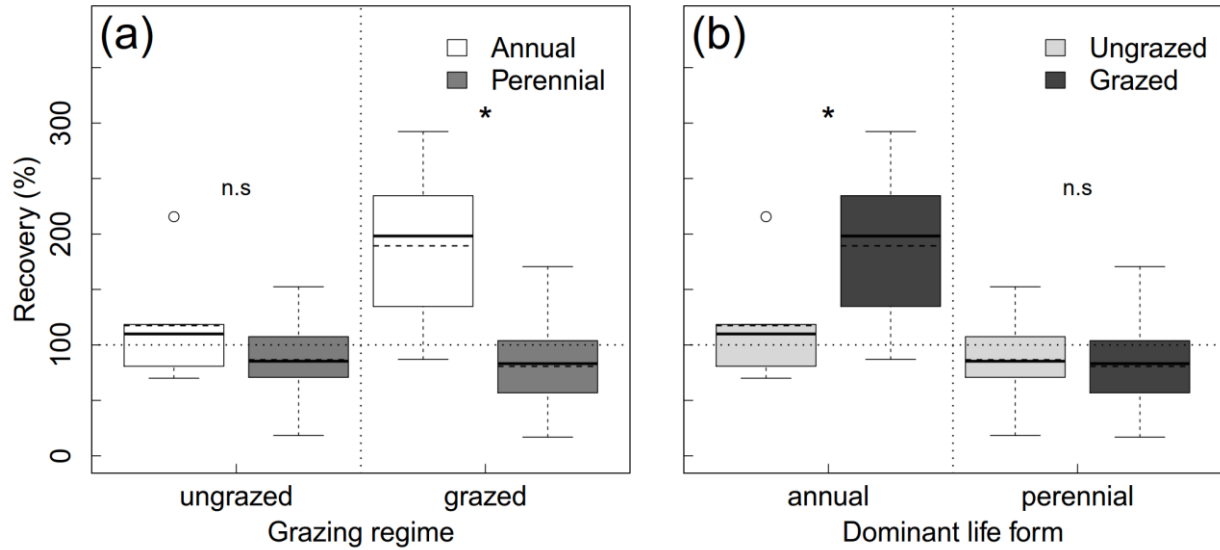 (a)
Annual
Perennial
n.s
*
Recovery (%)
0
100
200
300
ungrazed
grazed
Grazing regime
(b)
Ungrazed
Grazed
*
n.s
annual
perennial
Dominant life form